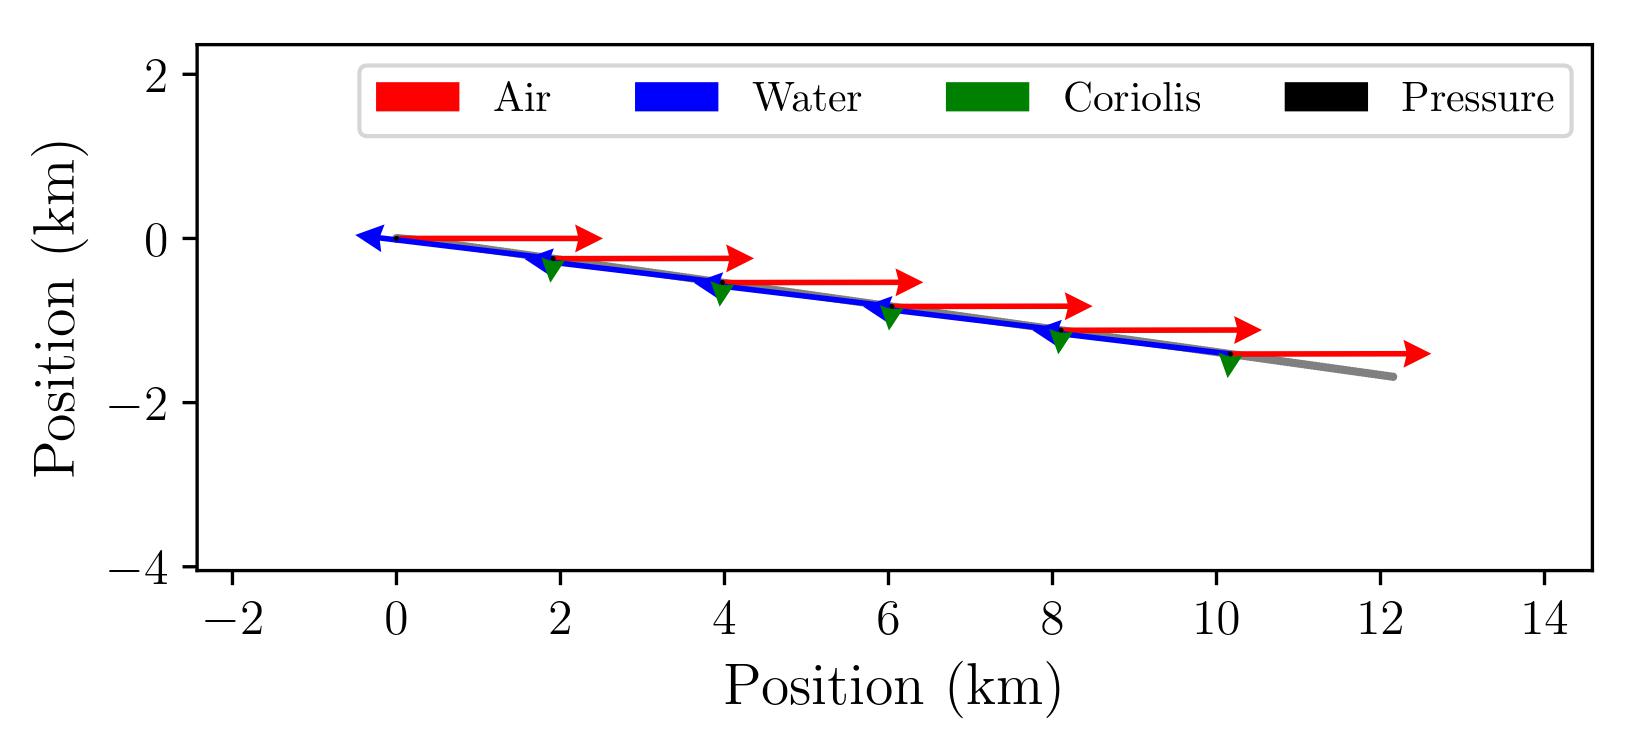 Air Water Coriolis Pressure
2
0
−2
−4
Position (km)
−2 0 2 4 6 8 10 12 14
Position (km)